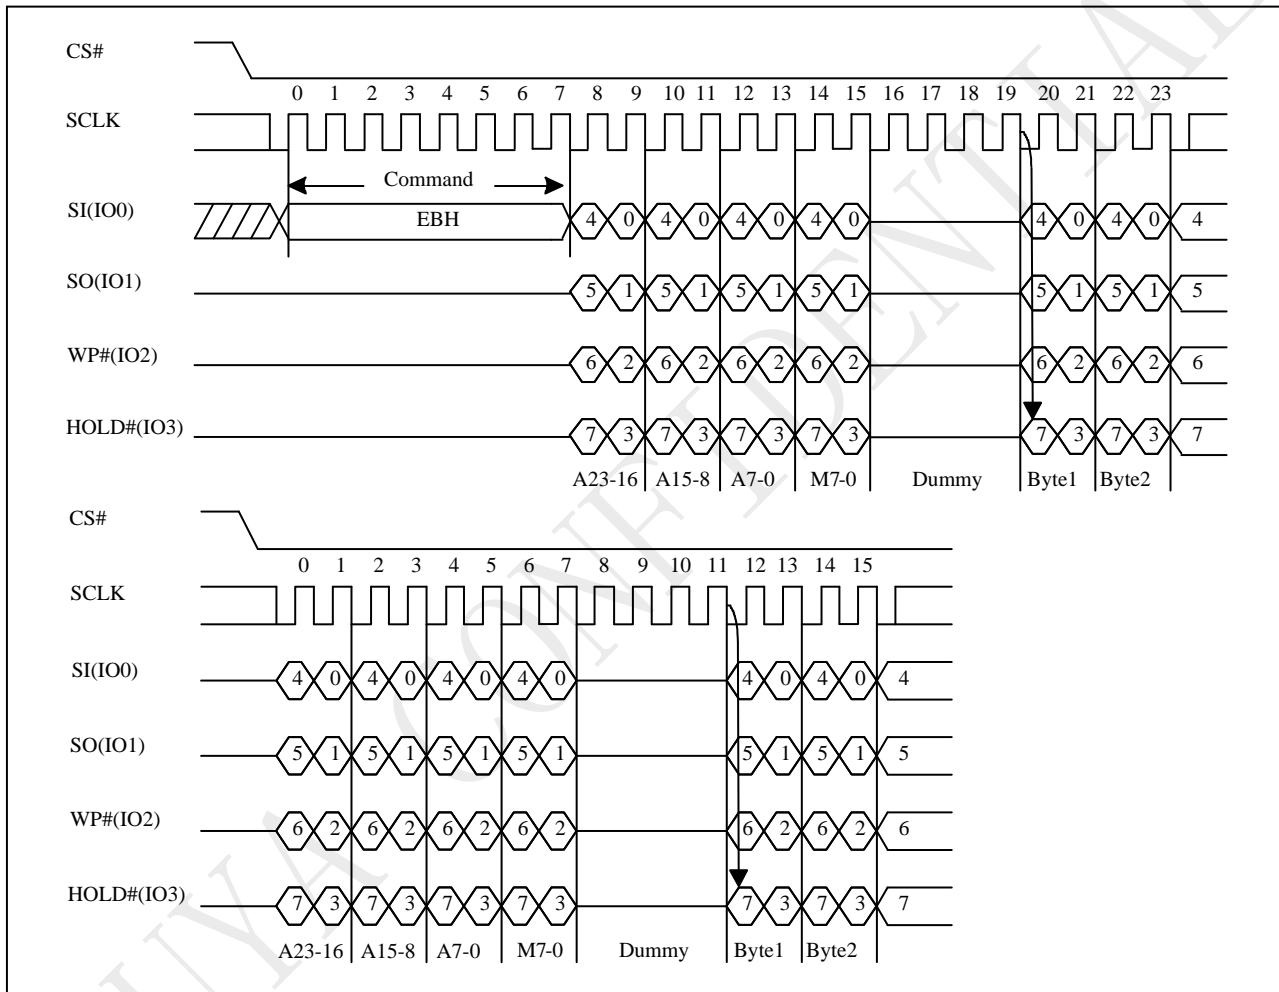 CS#
0 1 2 3 4 5 6 7 8 9 10 11 12 13 14 15 16 17 18 19 20 21 22 23
SCLK
Command
SI(IO0) EBH 4 0 4 0 4 0 4 0 4 0 4 0 4
SO(IO1) 5 1 5 1 5 1 5 1 5 1 5 1 5
WP#(IO2) 6 2 6 2 6 2 6 2 6 2 6 2 6
HOLD#(IO3) 7 3 7 3 7 3 7 3 7 3 7 3 7
A23-16 A15-8 A7-0 M7-0 Dummy Byte1 Byte2
CS#
0 1 2 3 4 5 6 7 8 9 10 11 12 13 14 15
SCLK
SI(IO0) 4 0 4 0 4 0 4 0 4 0 4 0 4
SO(IO1) 5 1 5 1 5 1 5 1 5 1 5 1 5
WP#(IO2) 6 2 6 2 6 2 6 2 6 2 6 2 6
HOLD#(IO3) 7 3 7 3 7 3 7 3 7 3 7 3 7
A23-16 A15-8 A7-0 M7-0 Dummy Byte1 Byte2